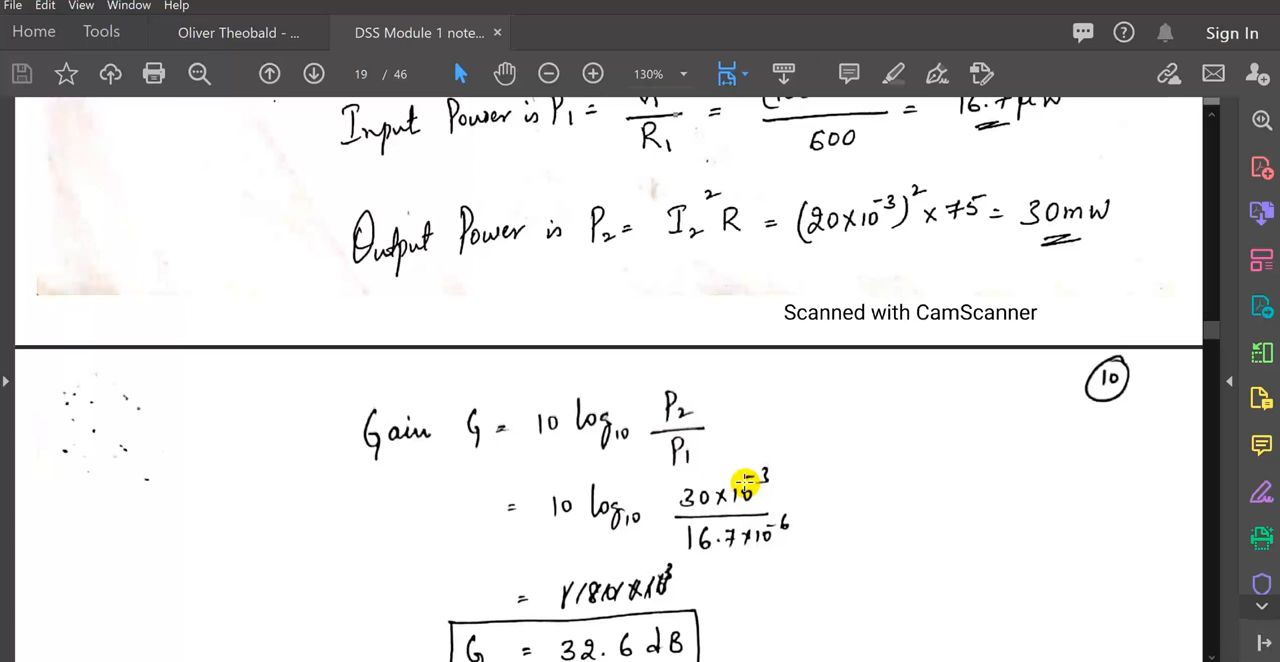 File Edit View Window Help
Home Tools Oliver Theobald - ... DSS Module 1 note... × Sign In
19 / 46 130%
Input Power is P₁ = / R₁ = / 600 = 16.7 μW
Output Power is P₂ = I₂² R = (20×10⁻³)² × 75 = 30mW
Scanned with CamScanner
10
Gain G = 10 log₁₀ P₂ / P₁
= 10 log₁₀ 30×10⁻³ / 16.7×10⁻⁶
=
G = 32.6 dB